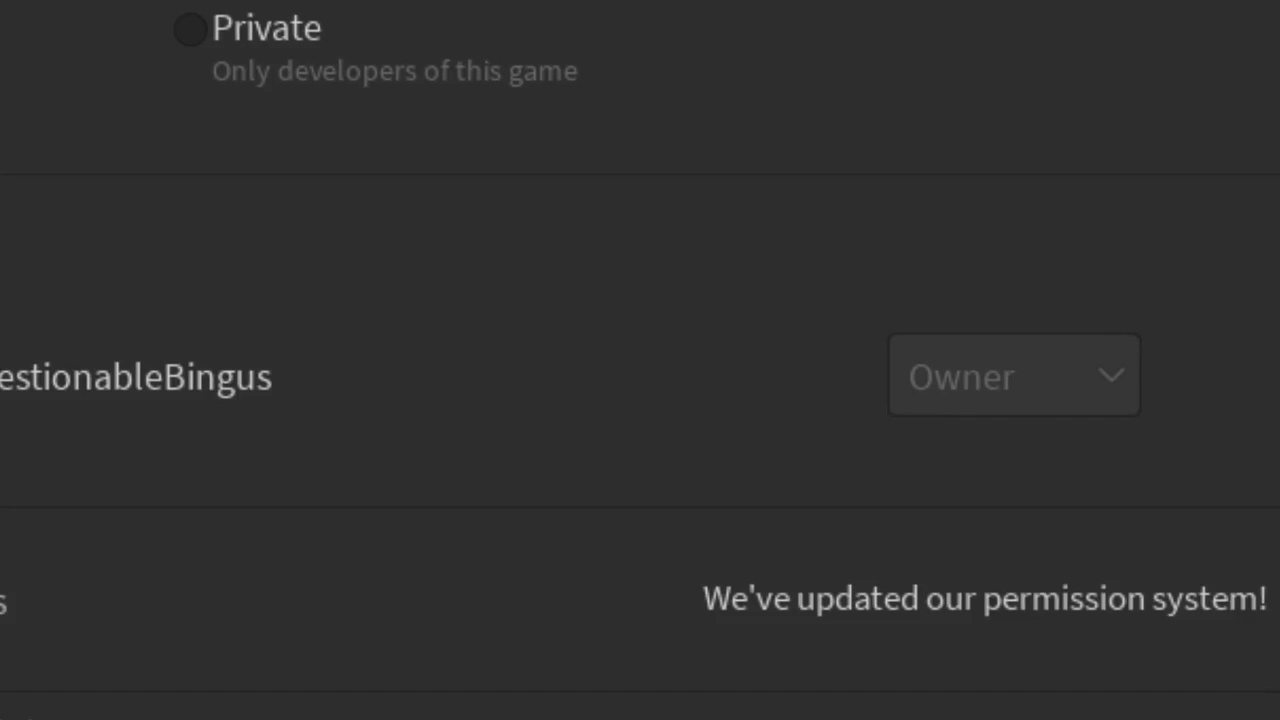 Private
Only developers of this game
estionableBingus
Owner
s
We've updated our permission system!